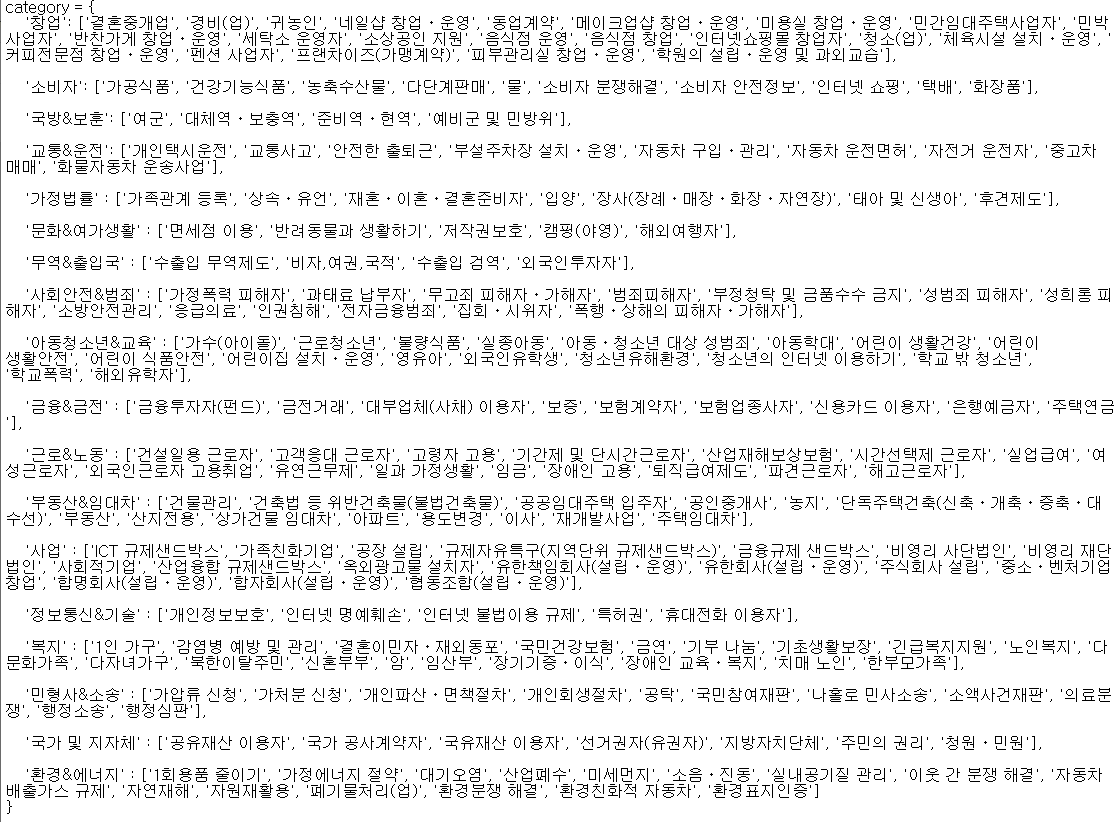 category = {
'창업' : ['결혼중개업', '경비(업)', '귀농인', '네일샵 창업・운영', '동업계약', '메이크업샵 창업・운영', '미용실 창업・운영', '민간임대주택사업자', '민박
사업자', '반찬가게 창업・운영', '세탁소 운영자', '소상공인 지원', '음식점 운영', '음식점 창업', '인터넷쇼핑몰 창업자', '청소(업)', '체육시설 설치・운영', '
커피전문점 창업・운영', '펜션 사업자', '프랜차이즈(가맹계약)', '피부관리실 창업・운영', '학원의 설립・운영 및 과외교습'],
'소비자': ['가공식품', '건강기능식품', '농축수산물', '다단계판매', '물', '소비자 분쟁해결', '소비자 안전정보', '인터넷 쇼핑', '택배', '화장품'],
'국방&보훈': ['여군', '대체역・보충역', '준비역・현역', '예비군 및 민방위'],
'교통&운전': ['개인택시운전', '교통사고', '안전한 출퇴근', '부설주차장 설치・운영', '자동차 구입・관리', '자동차 운전면허', '자전거 운전자', '중고차
매매', '화물자동차 운송사업'],
'가정법률' : ['가족관계 등록', '상속・유언', '재혼・이혼・결혼준비자', '입양', '장사(장례・매장・화장・자연장)', '태아 및 신생아', '후견제도'],
'문화&여가생활' : ['면세점 이용', '반려동물과 생활하기', '저작권보호', '캠핑(야영)', '해외여행자'],
'무역&출입국' : ['수출입 무역제도', '비자,여권,국적', '수출입 검역', '외국인투자자'],
'사회안전&범죄' : ['가정폭력 피해자', '과태료 납부자', '무고죄 피해자・가해자', '범죄피해자', '부정청탁 및 금품수수 금지', '성범죄 피해자', '성희롱 피
해자', '소방안전관리', '응급의료', '인권침해', '전자금융범죄', '집회・시위자', '폭행・상해의 피해자・가해자'],
'아동청소년&교육' : ['가수(아이돌)', '근로청소년', '불량식품', '실종아동', '아동・청소년 대상 성범죄', '아동학대', '어린이 생활건강', '어린이
생활안전', '어린이 식품안전', '어린이집 설치・운영', '영유아', '외국인유학생', '청소년유해환경', '청소년의 인터넷 이용하기', '학교 밖 청소년',
'학교폭력', '해외유학자'],
'금융&금전' : ['금융투자자(펀드)', '금전거래', '대부업체(사채) 이용자', '보증', '보험계약자', '보험업종사자', '신용카드 이용자', '은행예금자', '주택연금
'],
'근로&노동' : ['건설일용 근로자', '고객응대 근로자', '고령자 고용', '기간제 및 단시간근로자', '산업재해보상보험', '시간선택제 근로자', '실업급여', '여
성근로자', '외국인근로자 고용취업', '유연근무제', '일과 가정생활', '임금', '장애인 고용', '퇴직급여제도', '파견근로자', '해고근로자'],
'부동산&임대차' : ['건물관리', '건축법 등 위반건축물(불법건축물)', '공공임대주택 입주자', '공인중개사', '농지', '단독주택건축(신축・개축・증축・대
수선)', '부동산', '산지전용', '상가건물 임대차', '아파트', '용도변경', '이사', '재개발사업', '주택임대차'],
'사업' : ['ICT 규제샌드박스', '가족친화기업', '공장 설립', '규제자유특구(지역단위 규제샌드박스)', '금융규제 샌드박스', '비영리 사단법인', '비영리 재단
법인', '사회적기업', '산업융합 규제샌드박스', '옥외광고물 설치자', '유한책임회사(설립・운영)', '유한회사(설립・운영)', '주식회사 설립', '중소・벤처기업
창업', '합명회사(설립・운영)', '합자회사(설립・운영)', '협동조합(설립・운영)'],
'정보통신&기술' : ['개인정보보호', '인터넷 명예훼손', '인터넷 불법이용 규제', '특허권', '휴대전화 이용자'],
'복지' : ['1인 가구', '감염병 예방 및 관리', '결혼이민자・재외동포', '국민건강보험', '금연', '기부 나눔', '기초생활보장', '긴급복지지원', '노인복지', '다
문화가족', '다자녀가구', '북한이탈주민', '신혼부부', '암', '임산부', '장기기증・이식', '장애인 교육・복지', '치매 노인', '한부모가족'],
'민형사&소송' : ['가압류 신청', '가처분 신청', '개인파산・면책절차', '개인회생절차', '공탁', '국민참여재판', '나홀로 민사소송', '소액사건재판', '의료분
쟁', '행정소송', '행정심판'],
'국가 및 지자체' : ['공유재산 이용자', '국가 공사계약자', '국유재산 이용자', '선거권자(유권자)', '지방자치단체', '주민의 권리', '청원・민원'],
'환경&에너지' : ['1회용품 줄이기', '가정에너지 절약', '대기오염', '산업폐수', '미세먼지', '소음・진동', '실내공기질 관리', '이웃 간 분쟁 해결', '자동차
배출가스 규제', '자연재해', '자원재활용', '폐기물처리(업)', '환경분쟁 해결', '환경친화적 자동차', '환경표지인증']
}